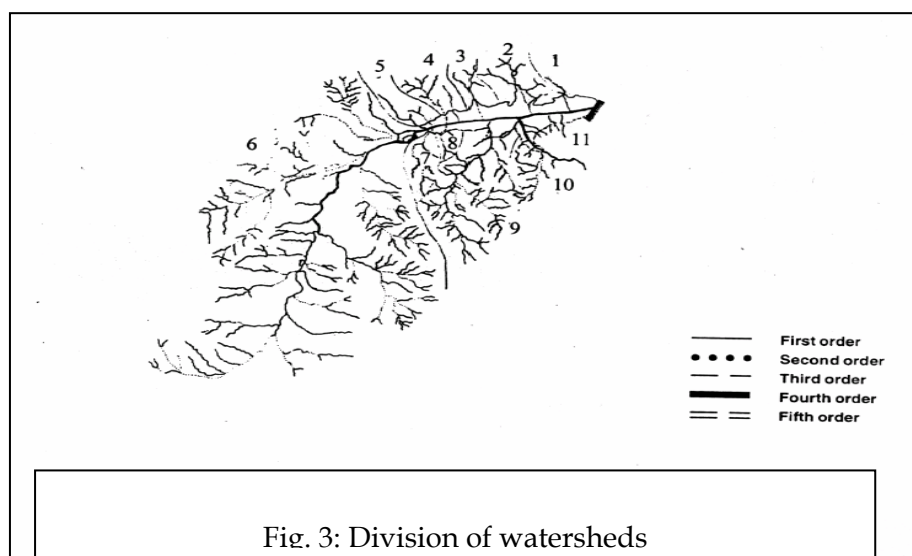 5 4 3 2 1
6 8 11
10
9
First order
Second order
Third order
Fourth order
Fifth order
Fig. 3: Division of watersheds